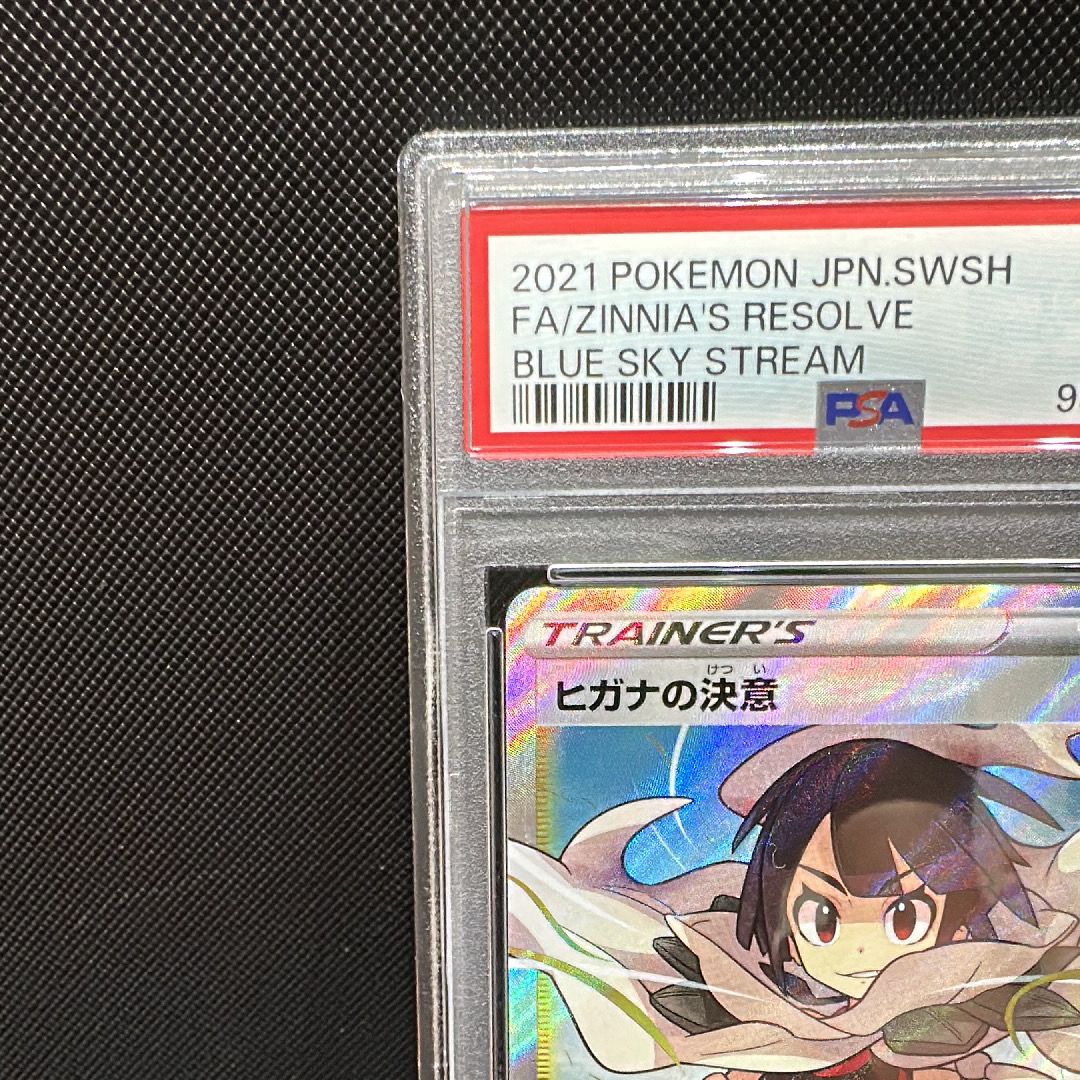 2021 POKEMON JPN.SWSH
FA/ZINNIA'S RESOLVE
BLUE SKY STREAM
PSA
9
TRAINER'S
けつ い
ヒガナの決意